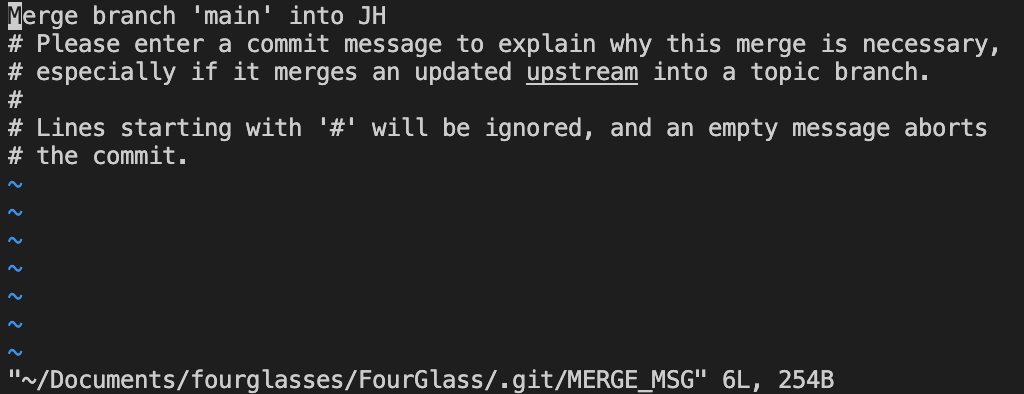 Merge branch 'main' into JH
# Please enter a commit message to explain why this merge is necessary,
# especially if it merges an updated upstream into a topic branch.
#
# Lines starting with '#' will be ignored, and an empty message aborts
# the commit.
~
~
~
~
~
~
~
"~/Documents/fourglasses/FourGlass/.git/MERGE_MSG" 6L, 254B